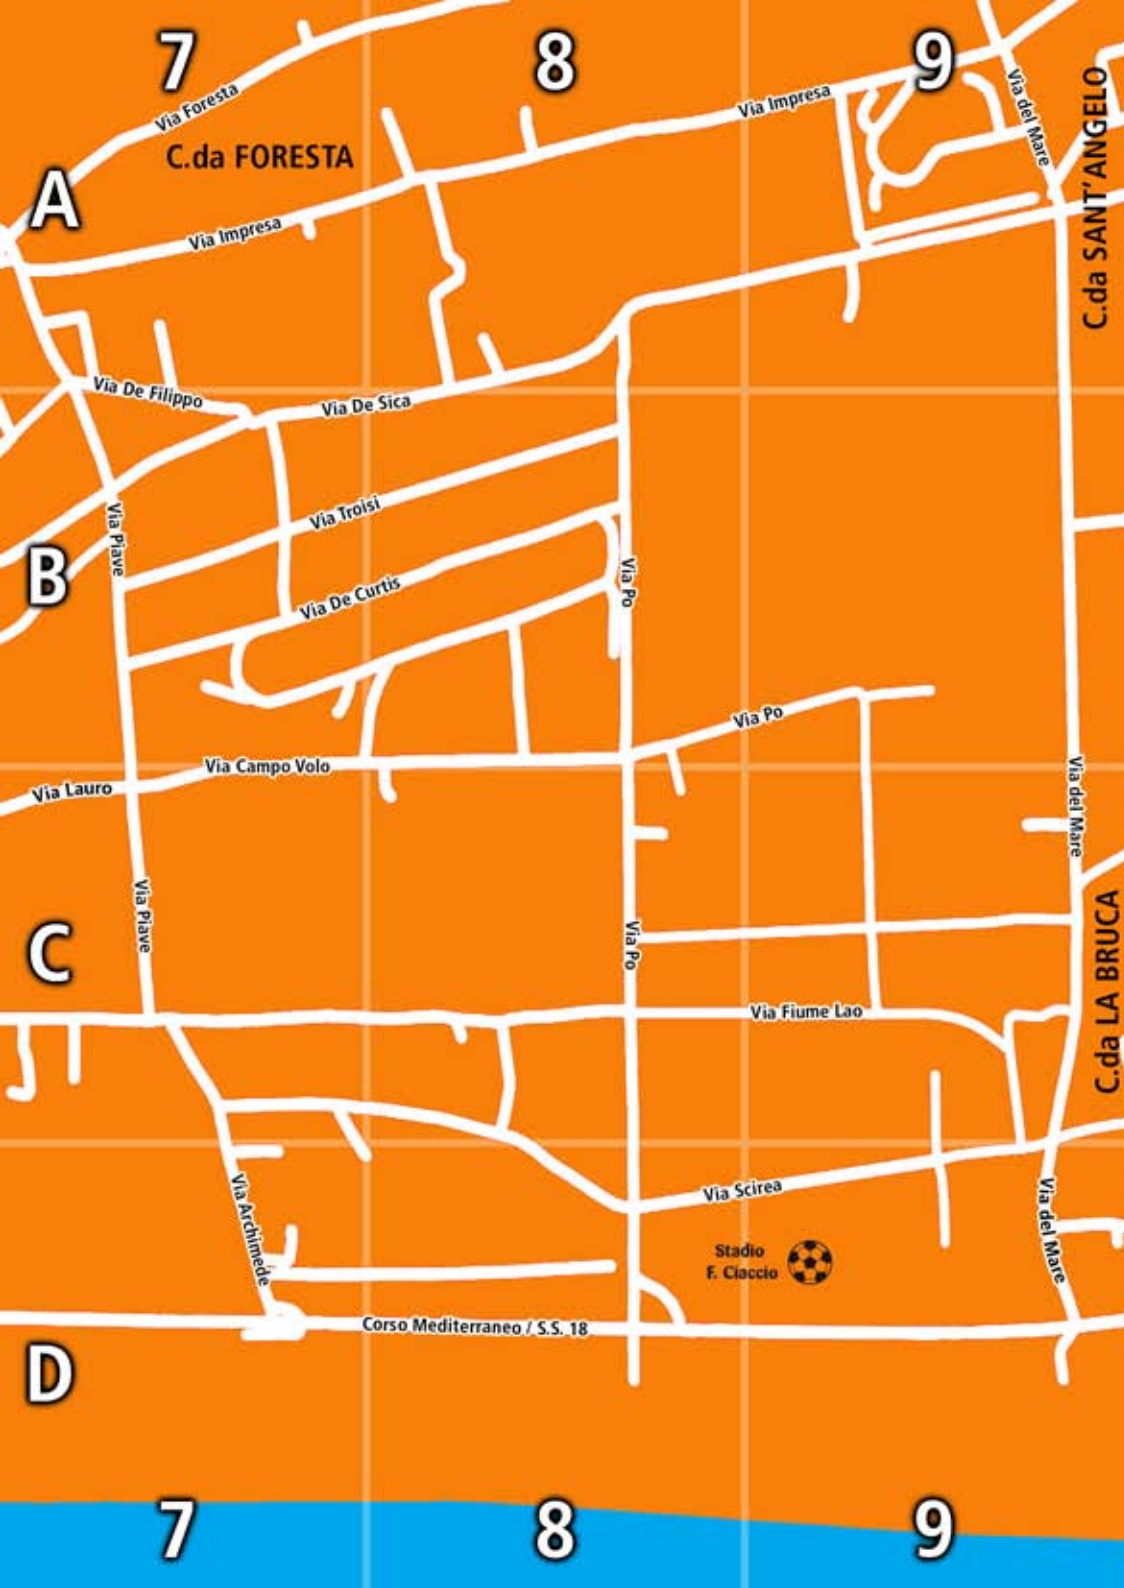 7
8
9
Via Foresta
Via Impresa
Via del Mare
C.da FORESTA
C.da SANT'ANGELO
A
Via Impresa
Via De Filippo
Via De Sica
Via Piave
Via Troisi
B
Via De Curtis
Via Po
Via Po
Via Campo Volo
Via Lauro
Via del Mare
Via Piave
Via Po
C
C.da LA BRUCA
Via Fiume Lao
Via Archimede
Via Scirea
Via del Mare
Stadio
F. Ciaccio
Corso Mediterraneo / S.S. 18
D
7
8
9